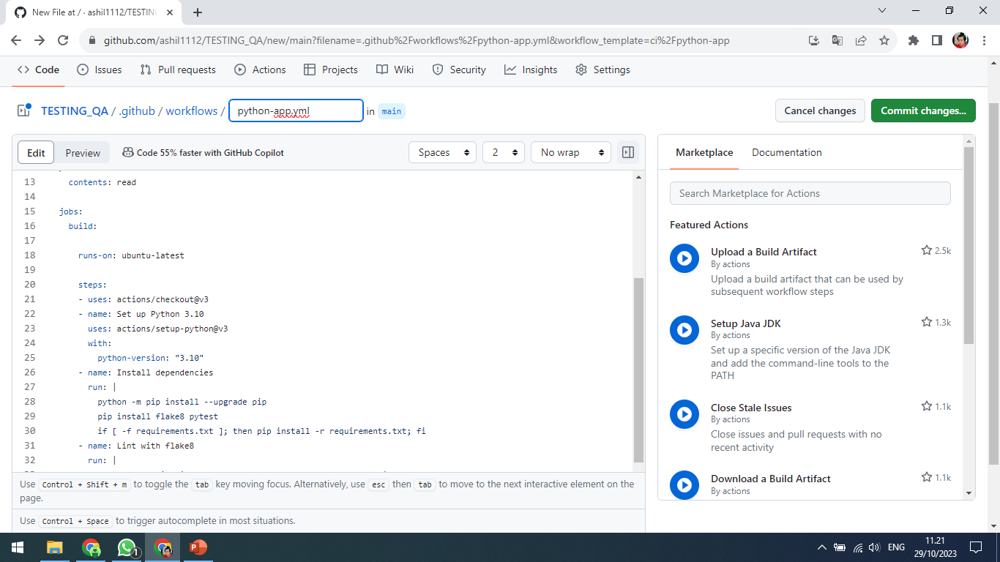 New File at / · ashil1112/TESTING
github.com/ashil1112/TESTING_QA/new/main?filename=.github%2Fworkflows%2Fpython-app.yml&workflow_template=ci%2Fpython-app
Code Issues Pull requests Actions Projects Wiki Security Insights Settings
TESTING_QA / .github / workflows / python-app.yml in main Cancel changes Commit changes...
Edit Preview Code 55% faster with GitHub Copilot Spaces 2 No wrap
13 contents: read
14
15 jobs:
16 build:
17
18 runs-on: ubuntu-latest
19
20 steps:
21 - uses: actions/checkout@v3
22 - name: Set up Python 3.10
23 uses: actions/setup-python@v3
24 with:
25 python-version: "3.10"
26 - name: Install dependencies
27 run: |
28 python -m pip install --upgrade pip
29 pip install flake8 pytest
30 if [ -f requirements.txt ]; then pip install -r requirements.txt; fi
31 - name: Lint with flake8
32 run: |
Use Control + Shift + m to toggle the tab key moving focus. Alternatively, use esc then tab to move to the next interactive element on the
page.
Use Control + Space to trigger autocomplete in most situations.
Marketplace Documentation
Search Marketplace for Actions
Featured Actions
Upload a Build Artifact 2.5k
By actions
Upload a build artifact that can be used by
subsequent workflow steps
Setup Java JDK 1.3k
By actions
Set up a specific version of the Java JDK
and add the command-line tools to the
PATH
Close Stale Issues 1.1k
By actions
Close issues and pull requests with no
recent activity
Download a Build Artifact 1.1k
By actions
1
ENG
11.21
29/10/2023